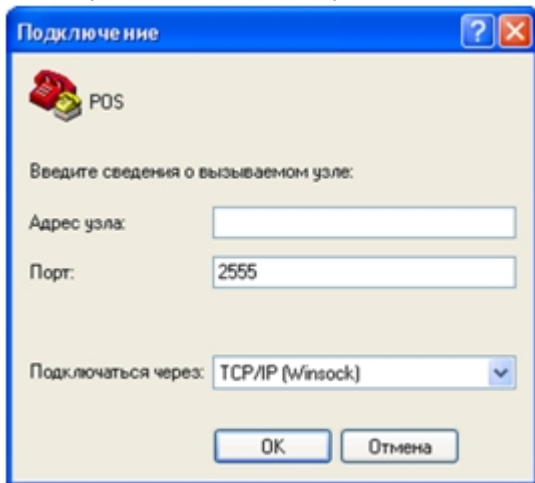 Подключение
POS
Введите сведения о вызываемом узле:
Адрес узла:
Порт: 2555
Подключаться через: TCP/IP (Winsock)
OK Отмена